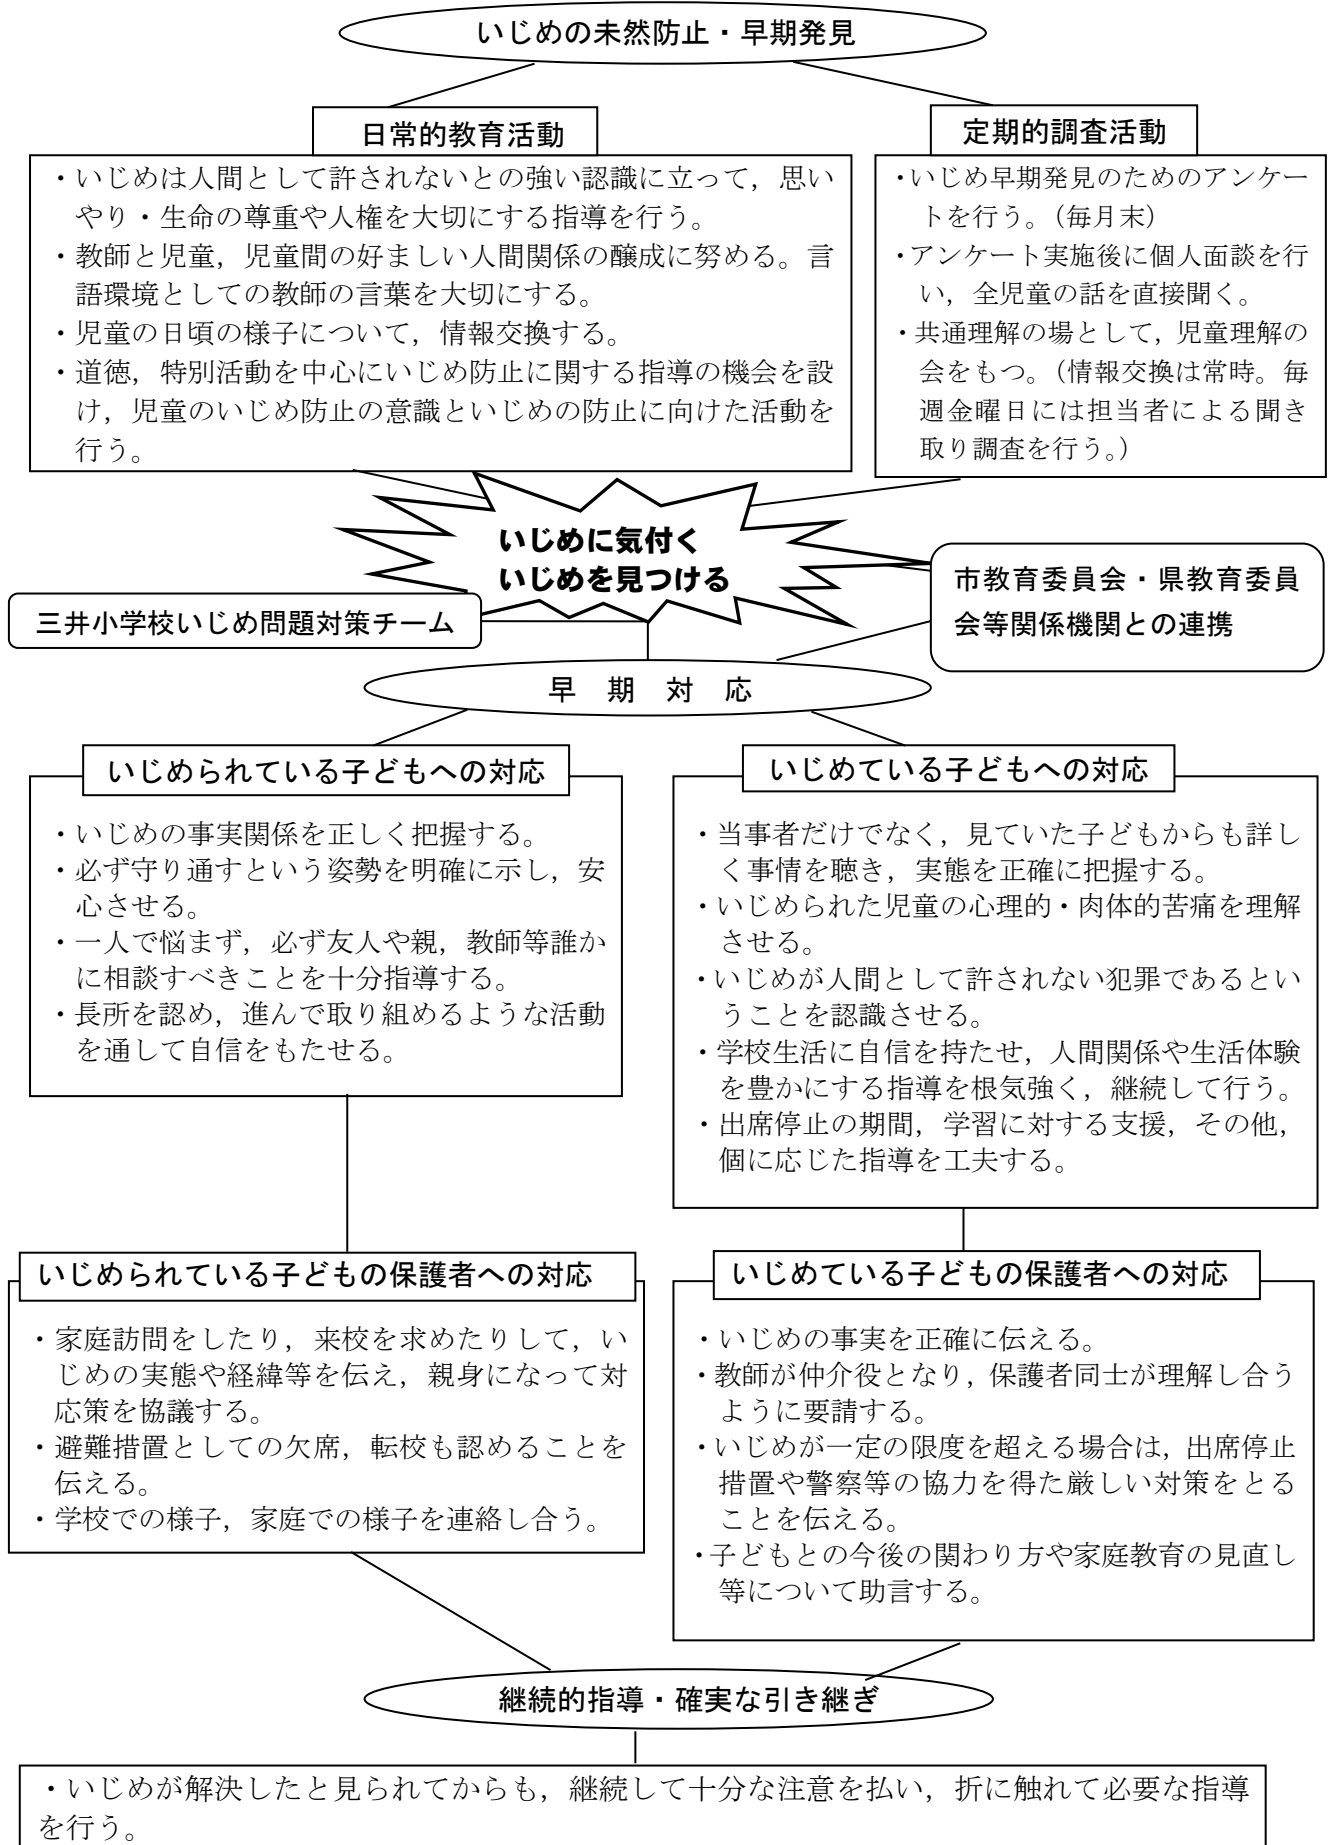 いじめの未然防止・早期発見
日常的教育活動
・いじめは人間として許されないとの強い認識に立って，思い
やり・生命の尊重や人権を大切にする指導を行う。
・教師と児童，児童間の好ましい人間関係の醸成に努める。言
語環境としての教師の言葉を大切にする。
・児童の日頃の様子について，情報交換する。
・道徳，特別活動を中心にいじめ防止に関する指導の機会を設
け，児童のいじめ防止の意識といじめの防止に向けた活動を
行う。
定期的調査活動
・いじめ早期発見のためのアンケー
トを行う。（毎月末）
・アンケート実施後に個人面談を行
い，全児童の話を直接聞く。
・共通理解の場として，児童理解の
会をもつ。（情報交換は常時。毎
週金曜日には担当者による聞き
取り調査を行う。）
いじめに気付く
いじめを見つける
三井小学校いじめ問題対策チーム
市教育委員会・県教育委員
会等関係機関との連携
早　期　対　応
いじめられている子どもへの対応
・いじめの事実関係を正しく把握する。
・必ず守り通すという姿勢を明確に示し，安
心させる。
・一人で悩まず，必ず友人や親，教師等誰か
に相談すべきことを十分指導する。
・長所を認め，進んで取り組めるような活動
を通して自信をもたせる。
いじめている子どもへの対応
・当事者だけでなく，見ていた子どもからも詳し
く事情を聴き，実態を正確に把握する。
・いじめられた児童の心理的・肉体的苦痛を理解
させる。
・いじめが人間として許されない犯罪であるとい
うことを認識させる。
・学校生活に自信を持たせ，人間関係や生活体験
を豊かにする指導を根気強く，継続して行う。
・出席停止の期間，学習に対する支援，その他，
個に応じた指導を工夫する。
いじめられている子どもの保護者への対応
・家庭訪問をしたり，来校を求めたりして，い
じめの実態や経緯等を伝え，親身になって対
応策を協議する。
・避難措置としての欠席，転校も認めることを
伝える。
・学校での様子，家庭での様子を連絡し合う。
いじめている子どもの保護者への対応
・いじめの事実を正確に伝える。
・教師が仲介役となり，保護者同士が理解し合う
ように要請する。
・いじめが一定の限度を超える場合は，出席停止
措置や警察等の協力を得た厳しい対策をとる
ことを伝える。
・子どもとの今後の関わり方や家庭教育の見直し
等について助言する。
継続的指導・確実な引き継ぎ
・いじめが解決したと見られてからも，継続して十分な注意を払い，折に触れて必要な指導
を行う。